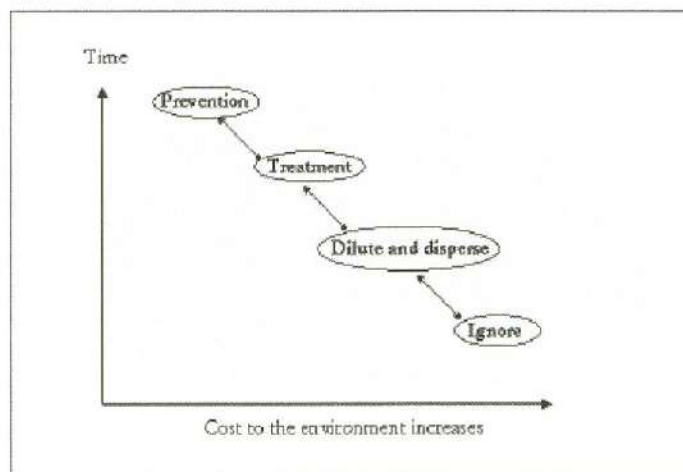 Time
Prevention
Treatment
Dilute and disperse
Ignore
Cost to the environment increases